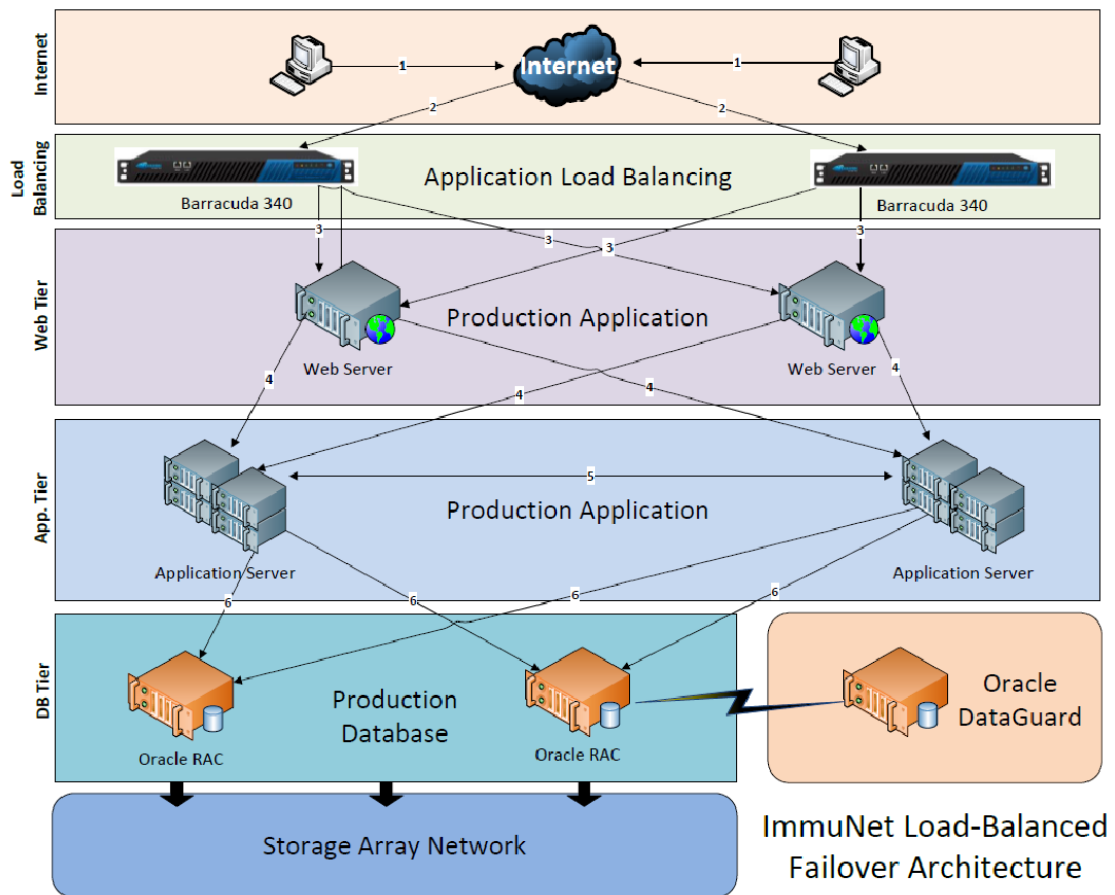 Internet
1
Internet
1
2
2
Load
Balancing
Application Load Balancing
Barracuda 340
Barracuda 340
3
3
3
3
Web Tier
Production Application
Web Server
Web Server
4
4
4
4
App. Tier
5
Production Application
Application Server
Application Server
6
6
6
6
DB Tier
Production
Database
Oracle RAC
Oracle RAC
Oracle
DataGuard
Storage Array Network
ImmuNet Load-Balanced
Failover Architecture